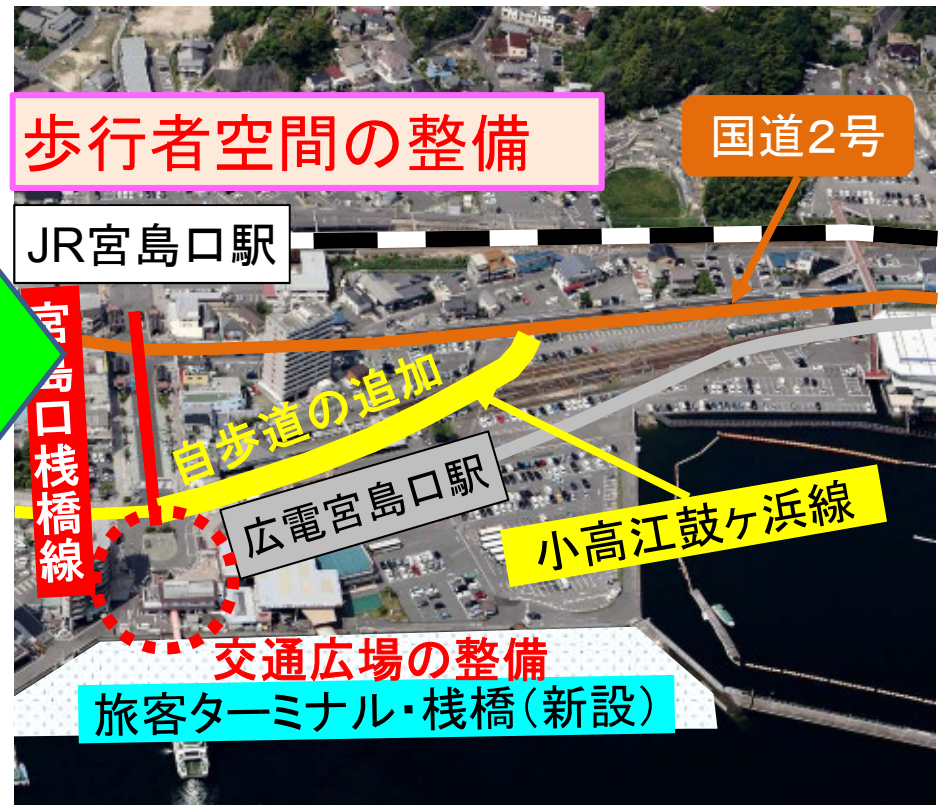 歩行者空間の整備
国道2号
JR宮島口駅
宮島口桟橋線
自歩道の追加
広電宮島口駅
小高江鼓ヶ浜線
交通広場の整備
旅客ターミナル・桟橋(新設)